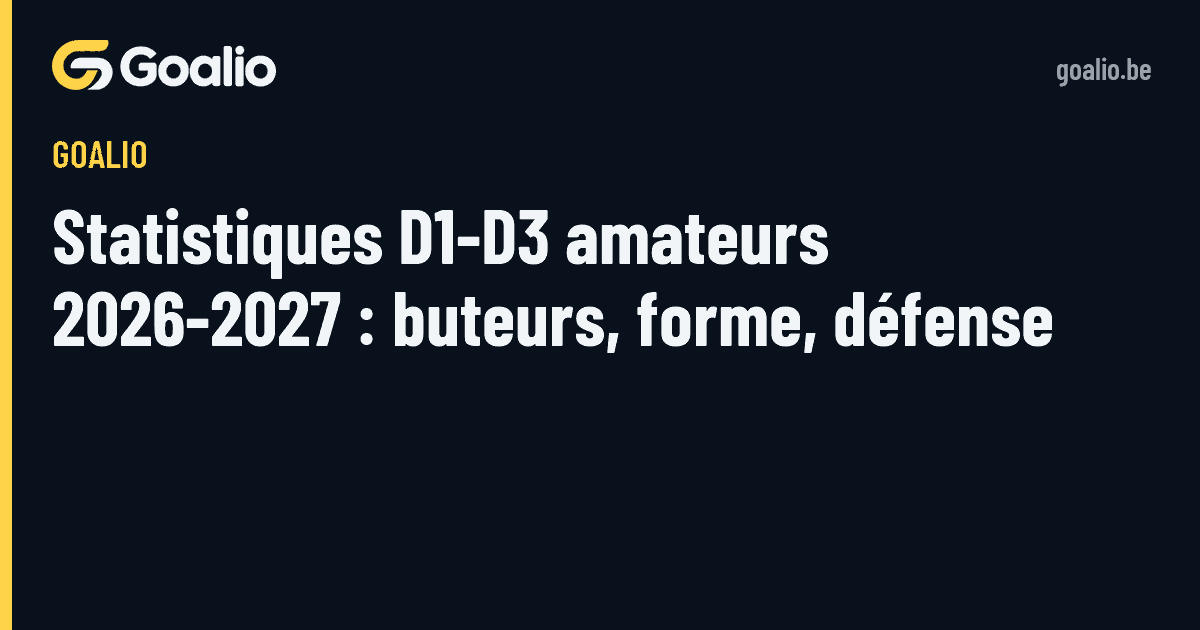 Goalio
goalio.be
GOALIO
Statistiques D1-D3 amateurs
2026-2027 : buteurs, forme, défense